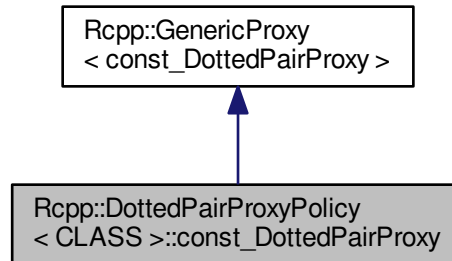 Rcpp::GenericProxy
< const_DottedPairProxy >
Rcpp::DottedPairProxyPolicy
< CLASS >::const_DottedPairProxy